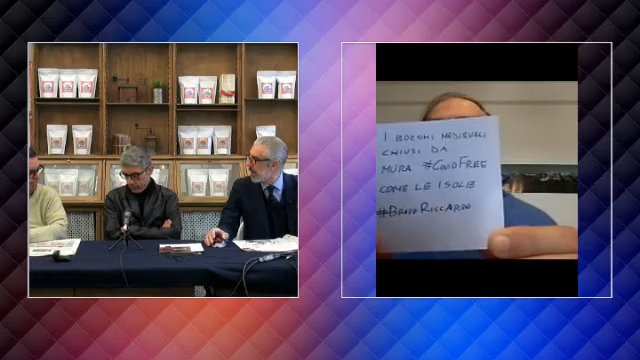 I BORGHI MEDIEVALI
CHIUSI DA
MURA #COVIDFREE
COME LE ISOLE
#BRAVORICCARDO